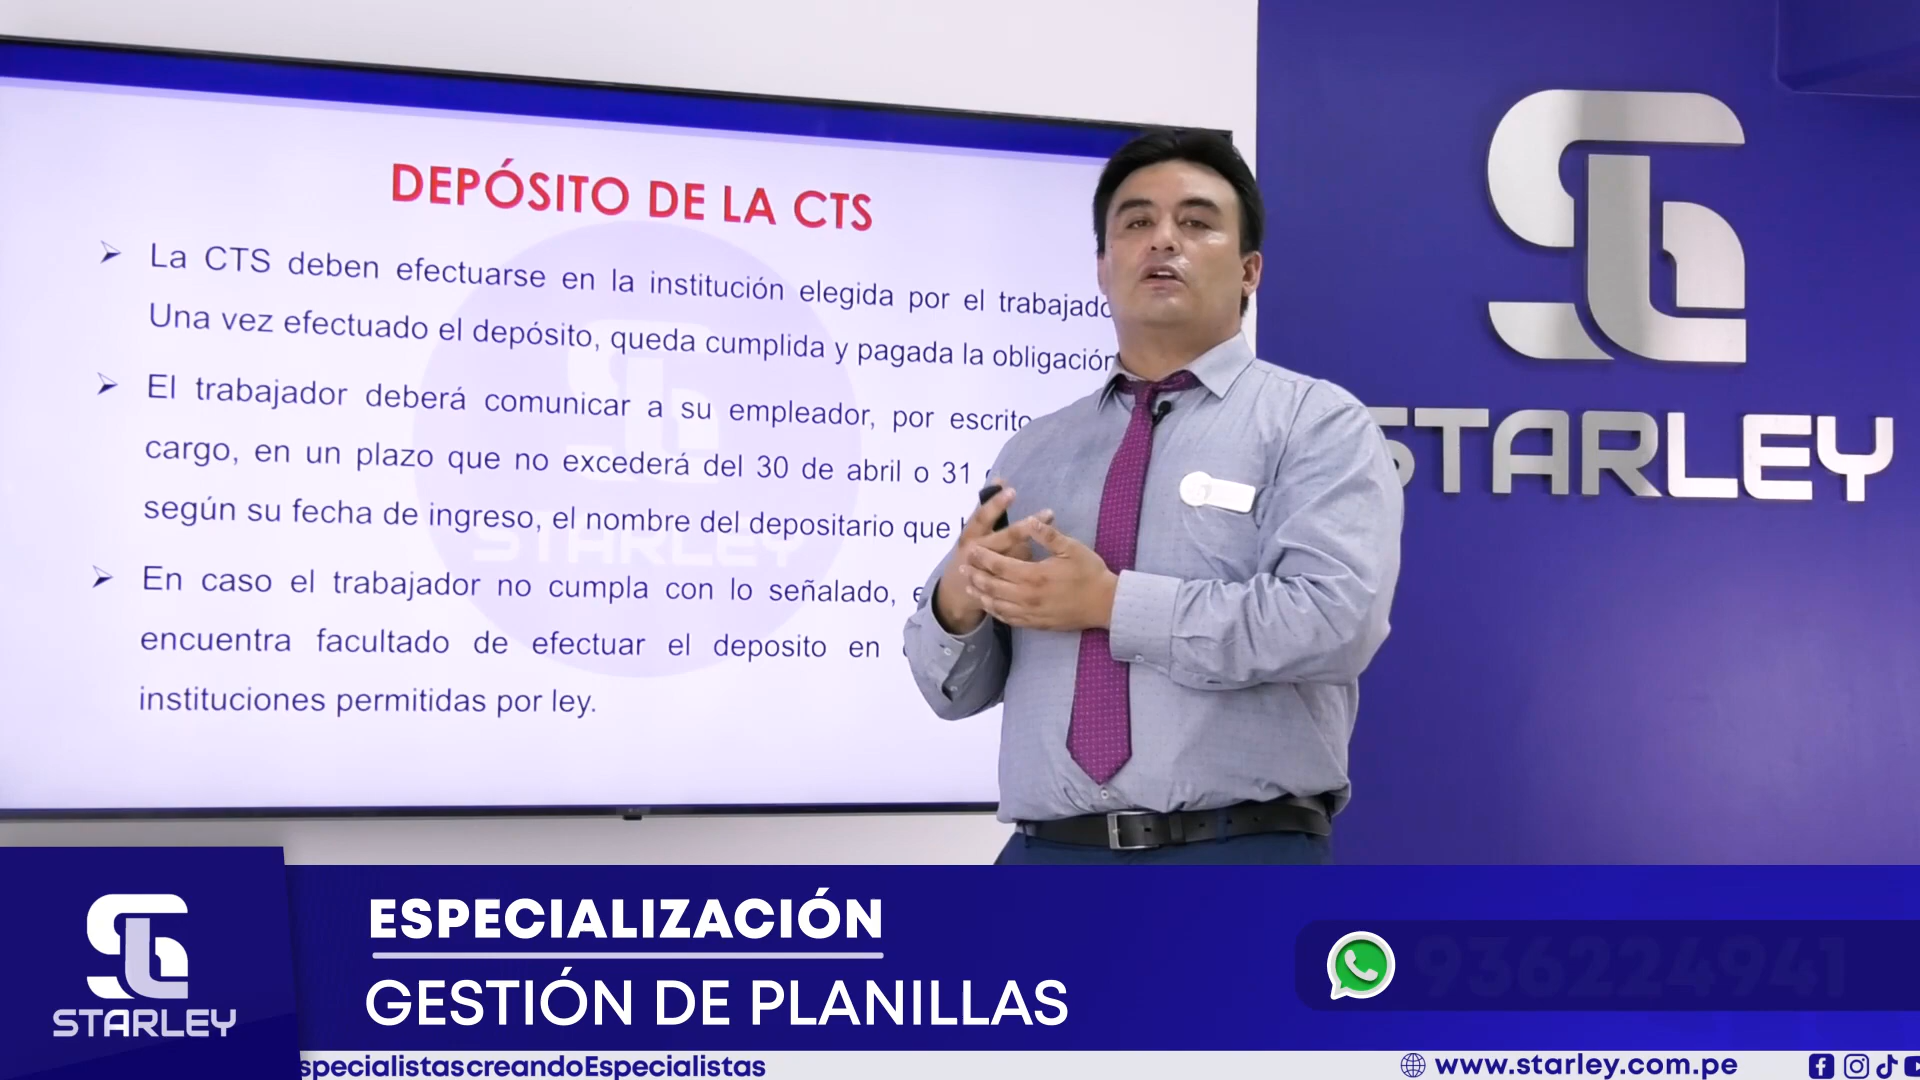 DEPÓSITO DE LA CTS
➢ La CTS deben efectuarse en la institución elegida por el
Una vez efectuado el depósito, queda cumplida y pagada la obligación
➢ El trabajador deberá comunicar a su empleador, por escrito
cargo, en un plazo que no excederá del 30 de abril o 31
según su fecha de ingreso, el nombre del depositario que
➢ En caso el trabajador no cumpla con lo señalado,
encuentra facultado de efectuar el deposito en
instituciones permitidas por ley.
STARLEY
STARLEY
ESPECIALIZACIÓN
GESTIÓN DE PLANILLAS
936224941
STARLEY
specialistascreandoEspecialistas
www.starley.com.pe